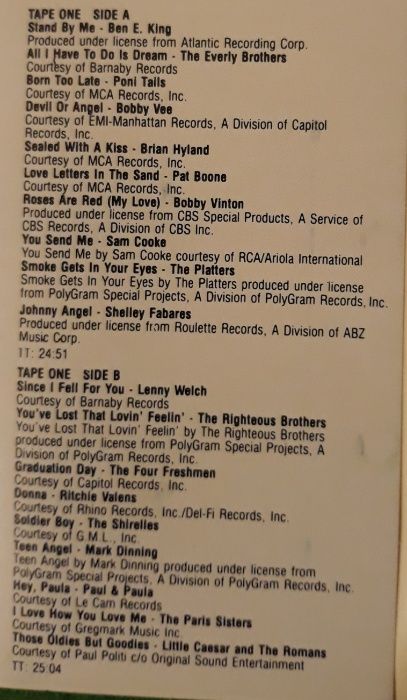 TAPE ONE SIDE A
Stand By Me - Ben E. King
Produced under license from Atlantic Recording Corp.
All I Have To Do Is Dream - The Everly Brothers
Courtesy of Barnaby Records
Born Too Late - Poni Tails
Courtesy of MCA Records, Inc.
Devil Or Angel - Bobby Vee
Courtesy of EMI-Manhattan Records, A Division of Capitol
Records, Inc.
Sealed With A Kiss - Brian Hyland
Courtesy of MCA Records, Inc.
Love Letters In The Sand - Pat Boone
Courtesy of MCA Records, Inc.
Roses Are Red (My Love) - Bobby Vinton
Produced under license from CBS Special Products, A Service of
CBS Records, A Division of CBS Inc.
You Send Me - Sam Cooke
You Send Me by Sam Cooke courtesy of RCA/Ariola International
Smoke Gets In Your Eyes - The Platters
Smoke Gets In Your Eyes by The Platters produced under license
from PolyGram Special Projects, A Division of PolyGram Records, Inc.
Johnny Angel - Shelley Fabares
Produced under license from Roulette Records, A Division of ABZ
Music Corp.
TT: 24:51
TAPE ONE SIDE B
Since I Fell For You - Lenny Welch
Courtesy of Barnaby Records
You've Lost That Lovin' Feelin' - The Righteous Brothers
You've Lost That Lovin' Feelin' by The Righteous Brothers
produced under license from PolyGram Special Projects, A
Division of PolyGram Records, Inc.
Graduation Day - The Four Freshmen
Courtesy of Capitol Records, Inc.
Donna - Ritchie Valens
Courtesy of Rhino Records, Inc./Del-Fi Records, Inc.
Soldier Boy - The Shirelles
Courtesy of G.M.L., Inc.
Teen Angel - Mark Dinning
Teen Angel by Mark Dinning produced under license from
PolyGram Special Projects, A Division of PolyGram Records, Inc.
Hey, Paula - Paul & Paula
Courtesy of Le Cam Records
I Love How You Love Me - The Paris Sisters
Courtesy of Gregmark Music Inc.
Those Oldies But Goodies - Little Caesar and The Romans
Courtesy of Paul Politi c/o Original Sound Entertainment
TT: 25:04